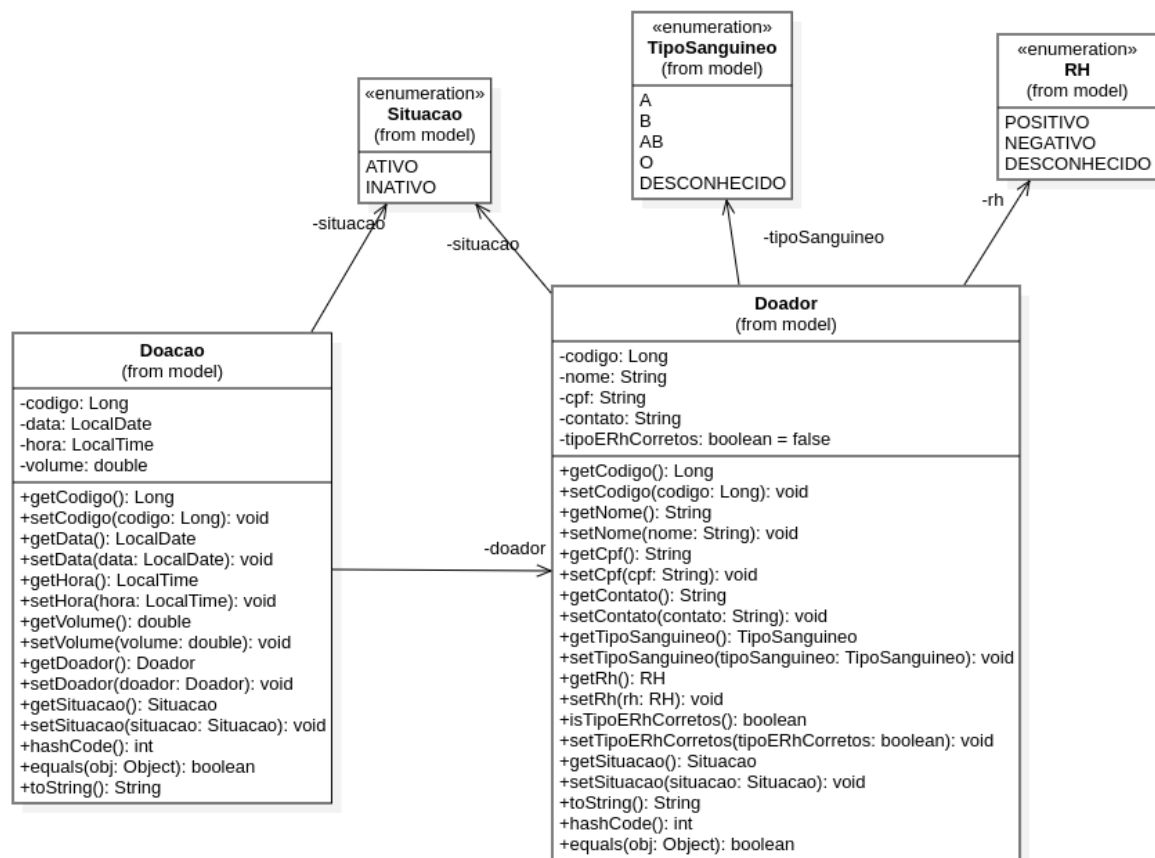 «enumeration»
TipoSanguineo
(from model)
A
B
AB
O
DESCONHECIDO
«enumeration»
RH
(from model)
POSITIVO
NEGATIVO
DESCONHECIDO
«enumeration»
Situacao
(from model)
ATIVO
INATIVO
-situacao
-situacao
-tipoSanguineo
-rh
Doacao
(from model)
-codigo: Long
-data: LocalDate
-hora: LocalTime
-volume: double
+getCodigo(): Long
+setCodigo(codigo: Long): void
+getData(): LocalDate
+setData(data: LocalDate): void
+getHora(): LocalTime
+setHora(hora: LocalTime): void
+getVolume(): double
+setVolume(volume: double): void
+getDoador(): Doador
+setDoador(doador: Doador): void
+getSituacao(): Situacao
+setSituacao(situacao: Situacao): void
+hashCode(): int
+equals(obj: Object): boolean
+toString(): String
-doador
Doador
(from model)
-codigo: Long
-nome: String
-cpf: String
-contato: String
-tipoERhCorretos: boolean = false
+getCodigo(): Long
+setCodigo(codigo: Long): void
+getNome(): String
+setNome(nome: String): void
+getCpf(): String
+setCpf(cpf: String): void
+getContato(): String
+setContato(contato: String): void
+getTipoSanguineo(): TipoSanguineo
+setTipoSanguineo(tipoSanguineo: TipoSanguineo): void
+getRh(): RH
+setRh(rh: RH): void
+isTipoERhCorretos(): boolean
+setTipoERhCorretos(tipoERhCorretos: boolean): void
+getSituacao(): Situacao
+setSituacao(situacao: Situacao): void
+toString(): String
+hashCode(): int
+equals(obj: Object): boolean